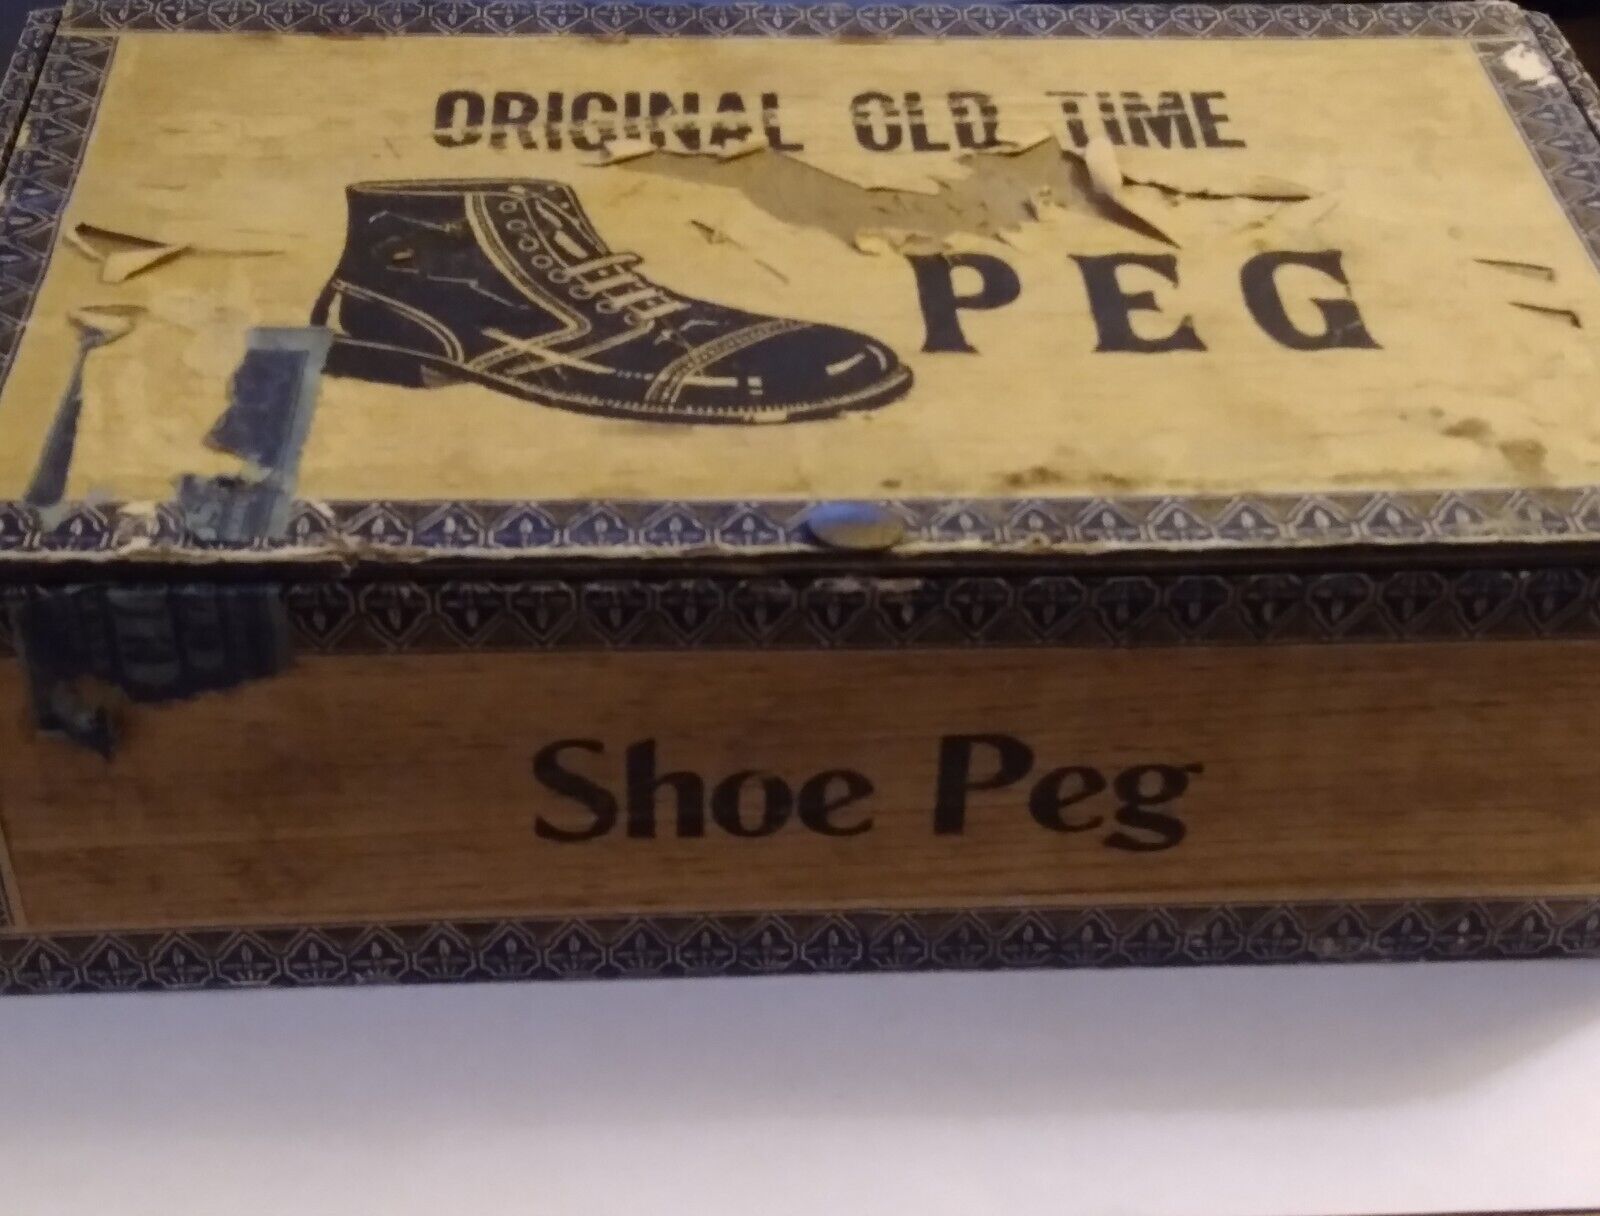 ORIGINAL OLD TIME
PEG
Shoe Peg